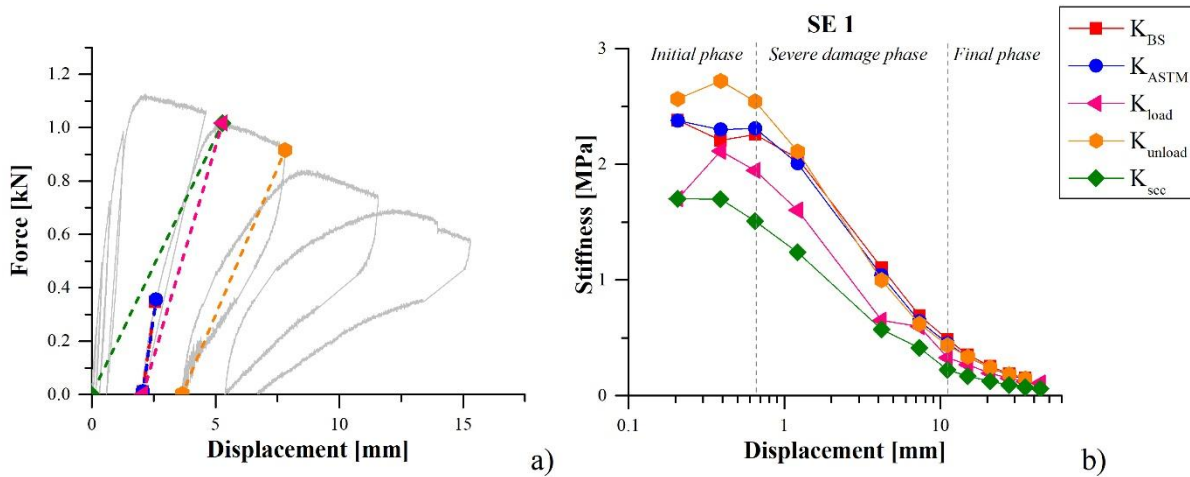 Force [kN]
1.2
1.0
0.8
0.6
0.4
0.2
0.0
0 5 10 15
Displacement [mm]
a)
SE 1
Initial phase Severe damage phase Final phase
Stiffness [MPa]
3
2
1
0
0.1 1 10
Displacement [mm]
b)
K_BS
K_ASTM
K_load
K_unload
K_sec